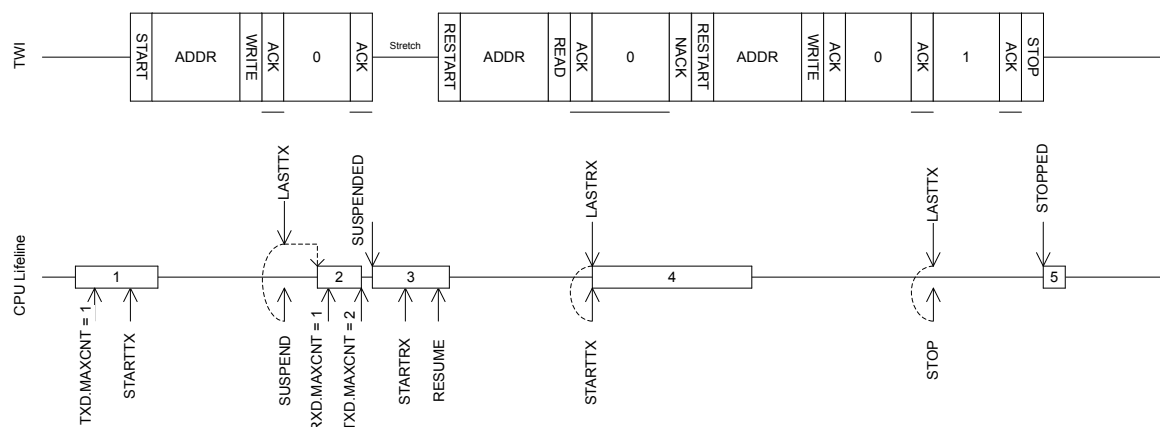 TWI
START
ADDR
WRITE
ACK
0
ACK
Stretch
RESTART
ADDR
READ
ACK
0
NACK
RESTART
ADDR
WRITE
ACK
0
ACK
1
ACK
STOP
LASTTX
SUSPENDED
LASTRX
LASTTX
STOPPED
CPU Lifeline
1
2
3
4
5
TXD.MAXCNT = 1
STARTTX
SUSPEND
RXD.MAXCNT = 1
TXD.MAXCNT = 2
STARTRX
RESUME
STARTTX
STOP